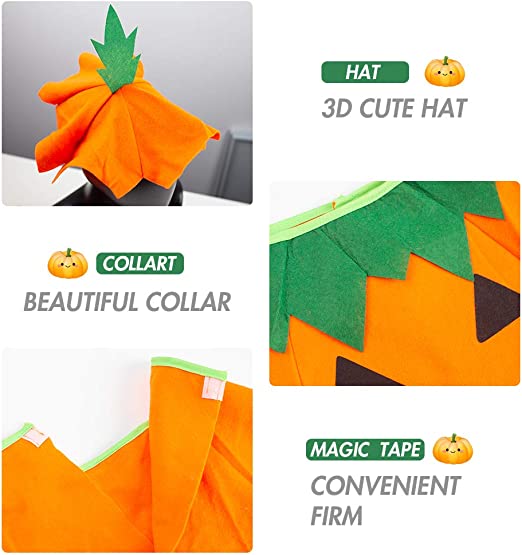 HAT
3D CUTE HAT
COLLART
BEAUTIFUL COLLAR
MAGIC TAPE
CONVENIENT
FIRM